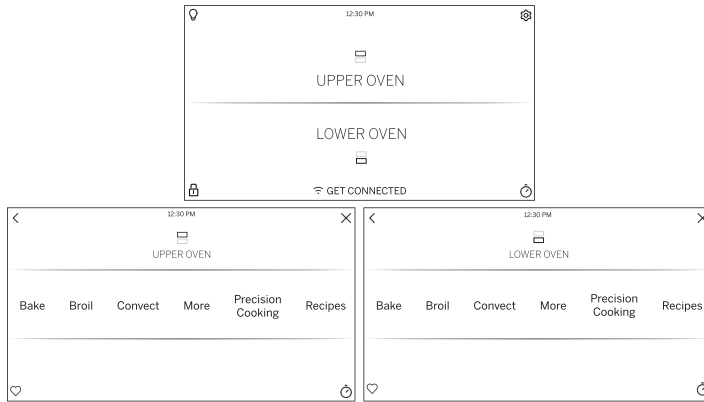 12:30 PM
UPPER OVEN
LOWER OVEN
GET CONNECTED
12:30 PM
UPPER OVEN
Bake Broil Convect More Precision Cooking Recipes
12:30 PM
LOWER OVEN
Bake Broil Convect More Precision Cooking Recipes